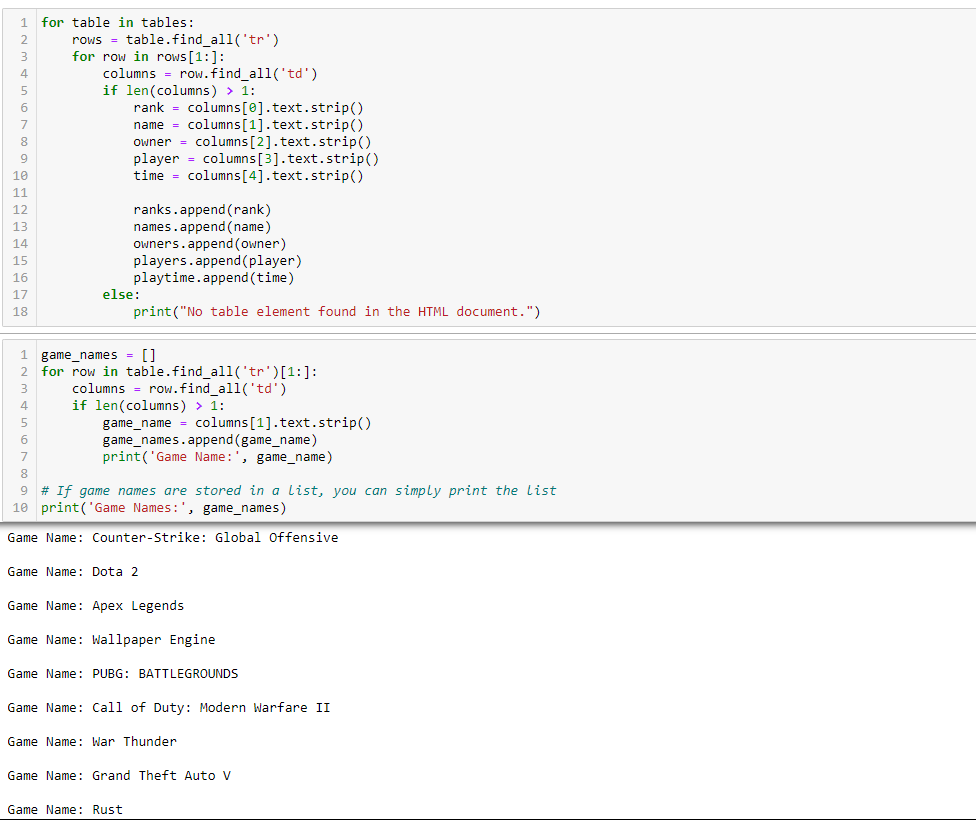 1 for table in tables:
2     rows = table.find_all('tr')
3     for row in rows[1:]:
4         columns = row.find_all('td')
5         if len(columns) > 1:
6             rank = columns[0].text.strip()
7             name = columns[1].text.strip()
8             owner = columns[2].text.strip()
9             player = columns[3].text.strip()
10             time = columns[4].text.strip()
11
12             ranks.append(rank)
13             names.append(name)
14             owners.append(owner)
15             players.append(player)
16             playtime.append(time)
17         else:
18             print("No table element found in the HTML document.")
1 game_names = []
2 for row in table.find_all('tr')[1:]:
3     columns = row.find_all('td')
4     if len(columns) > 1:
5         game_name = columns[1].text.strip()
6         game_names.append(game_name)
7         print('Game Name:', game_name)
8
9 # If game names are stored in a list, you can simply print the list
10 print('Game Names:', game_names)
Game Name: Counter-Strike: Global Offensive
Game Name: Dota 2
Game Name: Apex Legends
Game Name: Wallpaper Engine
Game Name: PUBG: BATTLEGROUNDS
Game Name: Call of Duty: Modern Warfare II
Game Name: War Thunder
Game Name: Grand Theft Auto V
Game Name: Rust